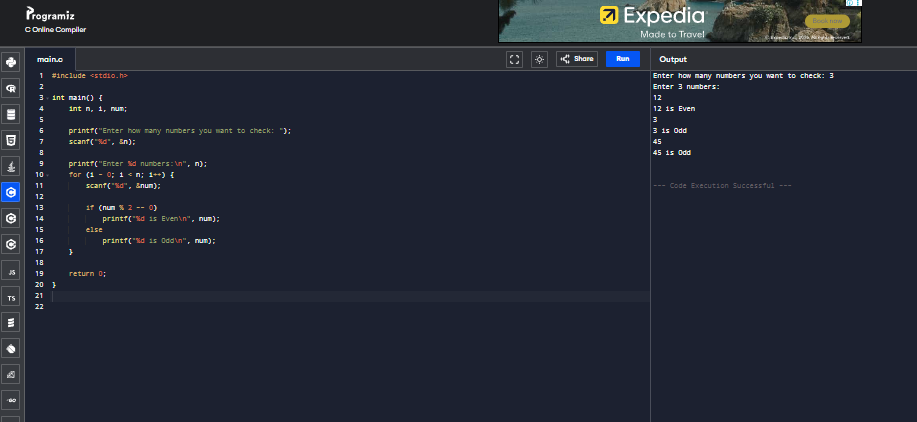 Programiz
C Online Compiler
Expedia
Made to Travel
Book now
main.c
Share
Run
Output
1 #include <stdio.h>
2
3 int main() {
4 int n, i, num;
5
6 printf("Enter how many numbers you want to check: ");
7 scanf("%d", &n);
8
9 printf("Enter %d numbers:\n", n);
10 for (i = 0; i < n; i++) {
11 scanf("%d", &num);
12
13 if (num % 2 == 0)
14 printf("%d is Even\n", num);
15 else
16 printf("%d is Odd\n", num);
17 }
18
19 return 0;
20 }
21
22
Enter how many numbers you want to check: 3
Enter 3 numbers:
12
12 is Even
3
3 is Odd
45
45 is Odd
--- Code Execution Successful ---
JS
TS
GO